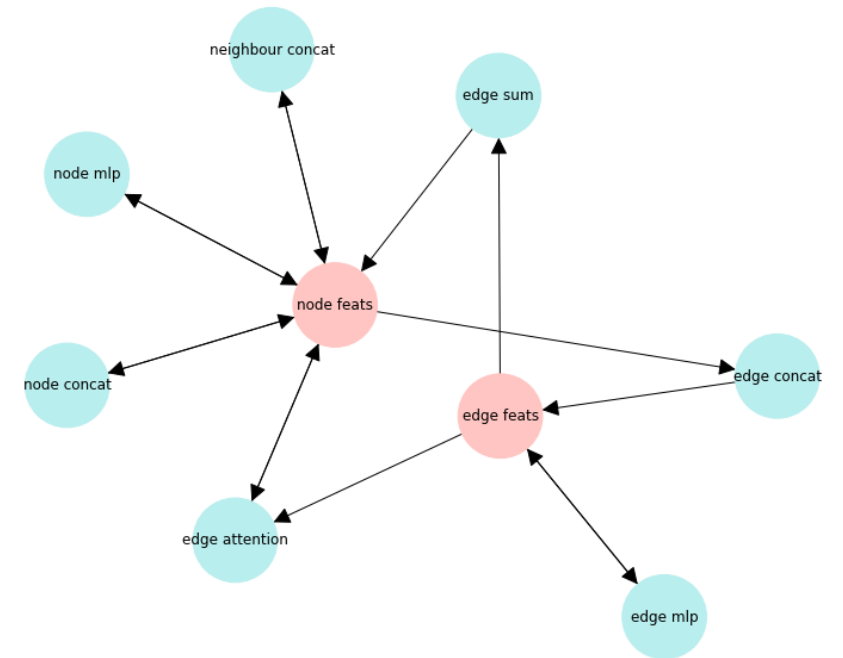 neighbour concat
edge sum
node mlp
node feats
edge concat
node concat
edge feats
edge attention
edge mlp